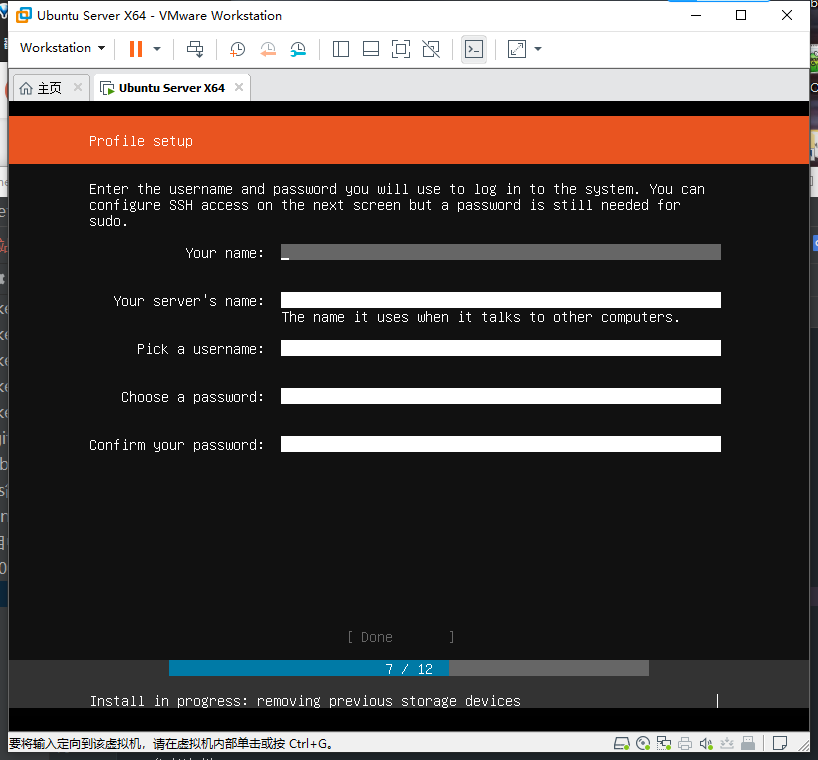 Ubuntu Server X64 - VMware Workstation
Workstation
主页
Ubuntu Server X64
Profile setup
Enter the username and password you will use to log in to the system. You can
configure SSH access on the next screen but a password is still needed for
sudo.
Your name:
Your server's name:
The name it uses when it talks to other computers.
Pick a username:
Choose a password:
Confirm your password:
[ Done ]
7 / 12
Install in progress: removing previous storage devices
要将输入定向到该虚拟机，请在虚拟机内部单击或按 Ctrl+G。